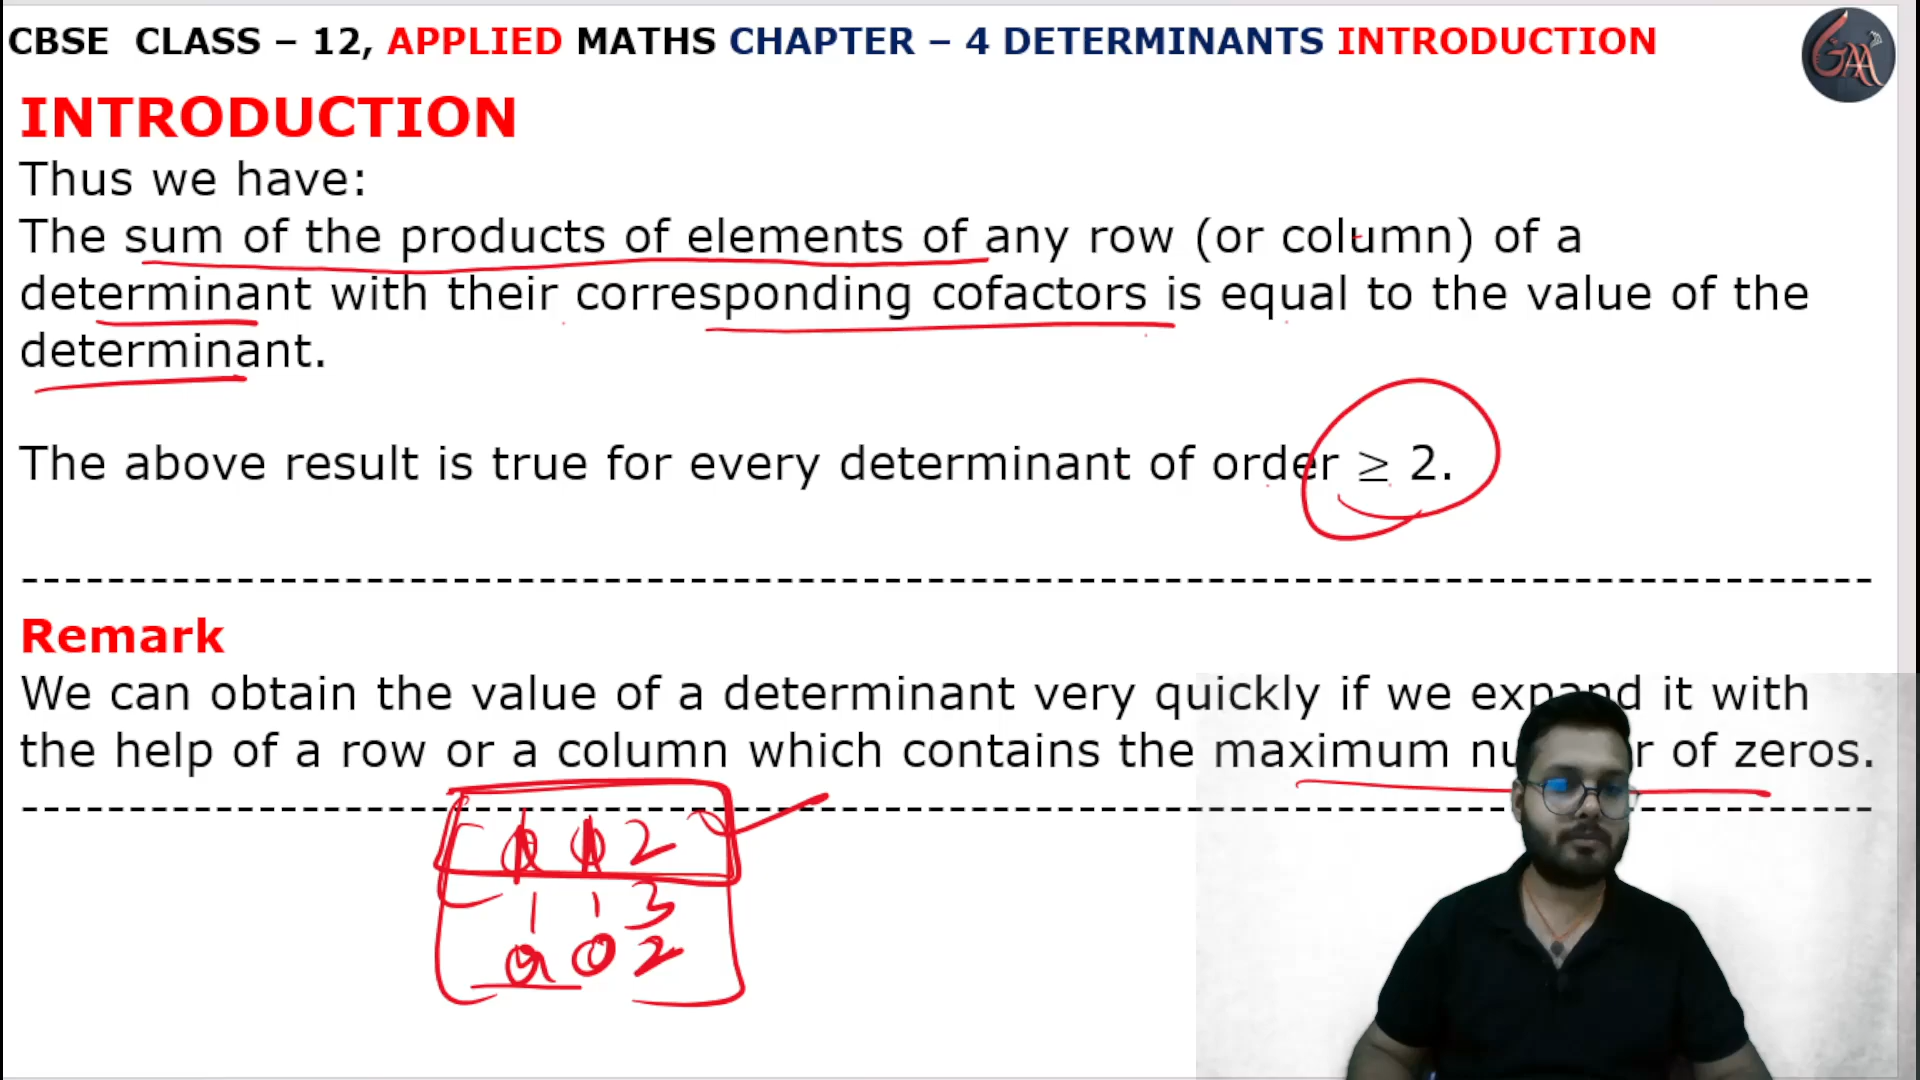 CBSE CLASS – 12, APPLIED MATHS CHAPTER – 4 DETERMINANTS INTRODUCTION
INTRODUCTION
Thus we have:
The sum of the products of elements of any row (or column) of a
determinant with their corresponding cofactors is equal to the value of the
determinant.
The above result is true for every determinant of order ≥ 2.
Remark
We can obtain the value of a determinant very quickly if we expand it with
the help of a row or a column which contains the maximum number of zeros.
2
1 1 3
0 2